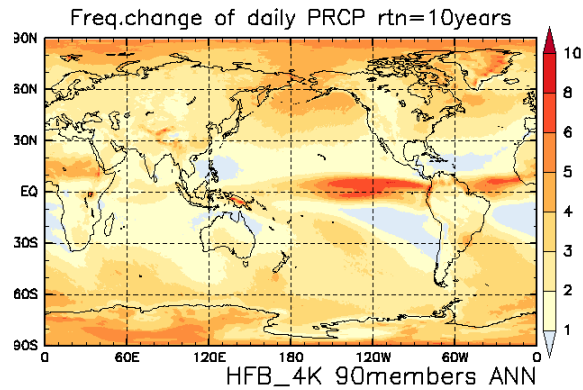 Freq.change of daily PRCP rtn=10years
90N
60N
30N
EQ
30S
60S
90S
0
60E
120E
180
120W
60W
0
10
8
6
5
4
3
2
1
HFB_4K 90members ANN